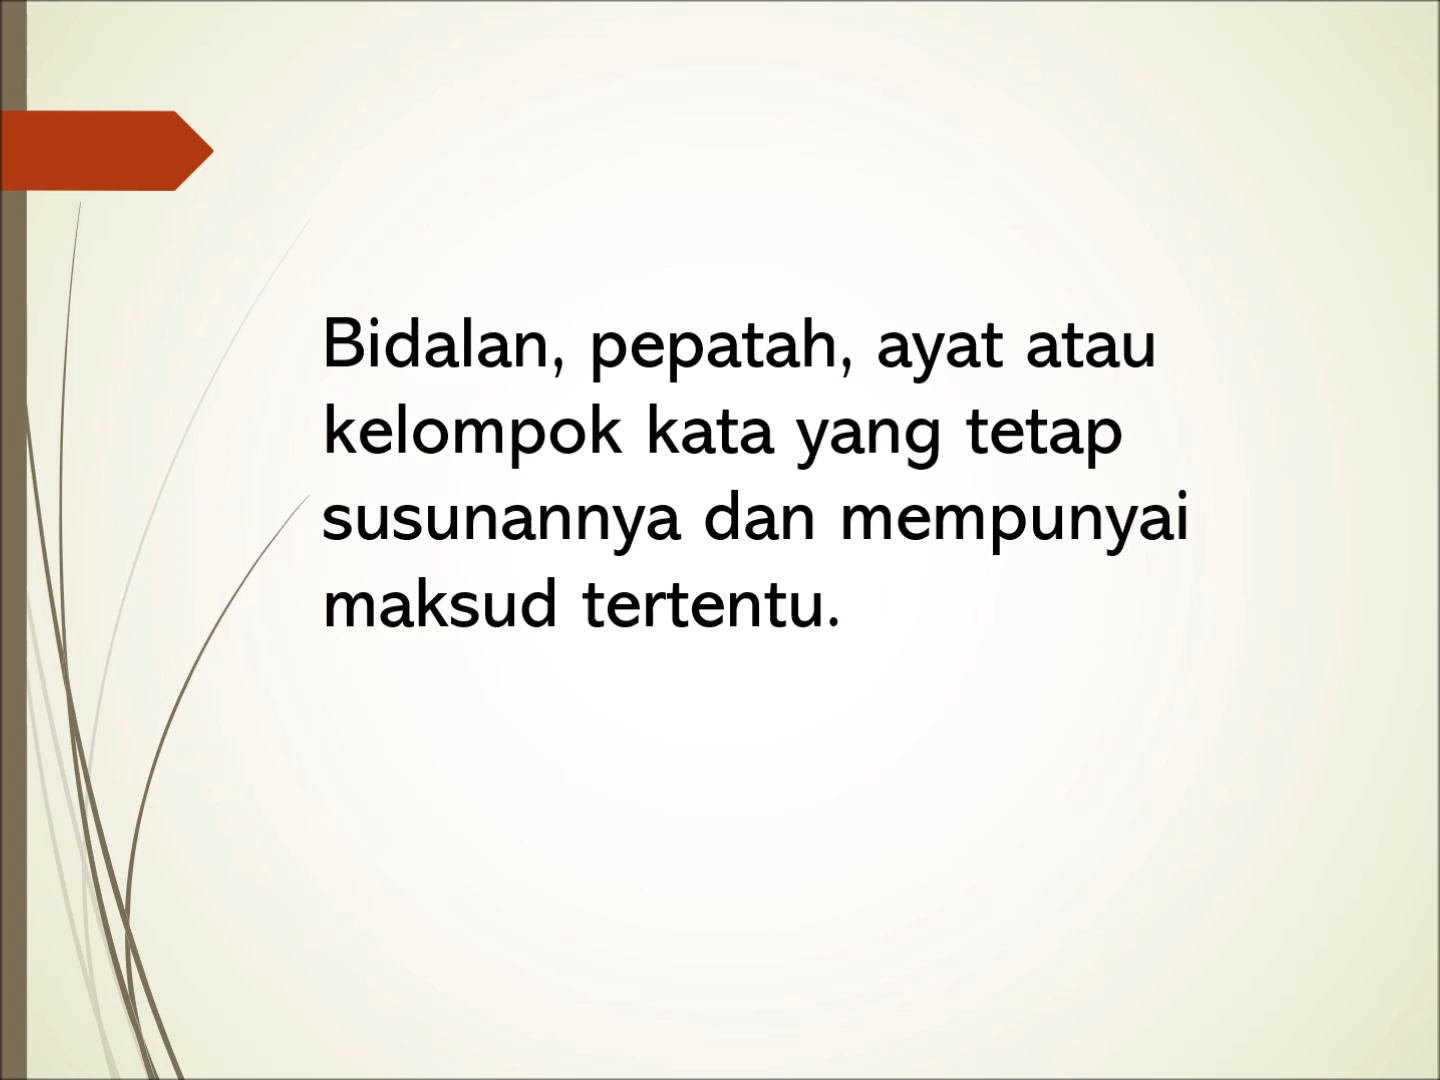 Bidalan, pepatah, ayat atau
kelompok kata yang tetap
susunannya dan mempunyai
maksud tertentu.